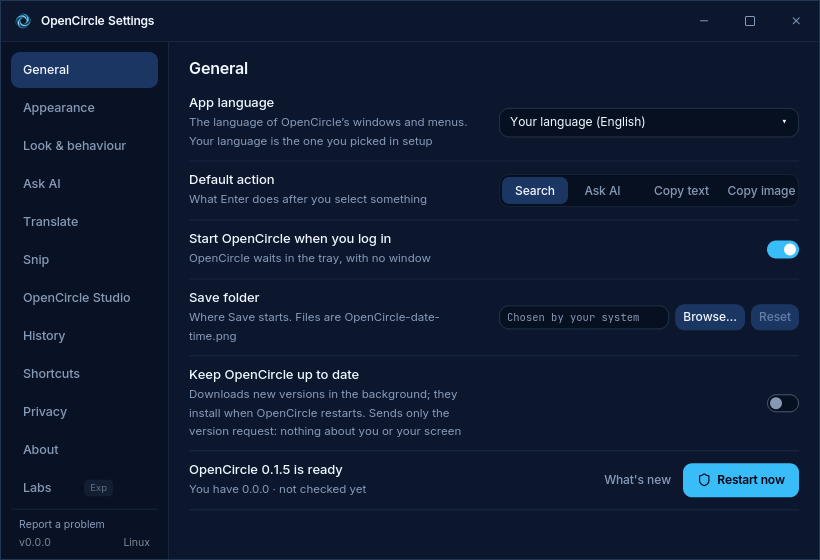 OpenCircle Settings
General
Appearance
Look & behaviour
Ask AI
Translate
Snip
OpenCircle Studio
History
Shortcuts
Privacy
About
Labs Exp
Report a problem
v0.0.0 Linux
General
App language
The language of OpenCircle's windows and menus.
Your language is the one you picked in setup
Your language (English)
Default action
What Enter does after you select something
Search Ask AI Copy text Copy image
Start OpenCircle when you log in
OpenCircle waits in the tray, with no window
Save folder
Where Save starts. Files are OpenCircle-date-
time.png
Chosen by your system Browse... Reset
Keep OpenCircle up to date
Downloads new versions in the background; they
install when OpenCircle restarts. Sends only the
version request: nothing about you or your screen
OpenCircle 0.1.5 is ready
You have 0.0.0 · not checked yet
What's new Restart now